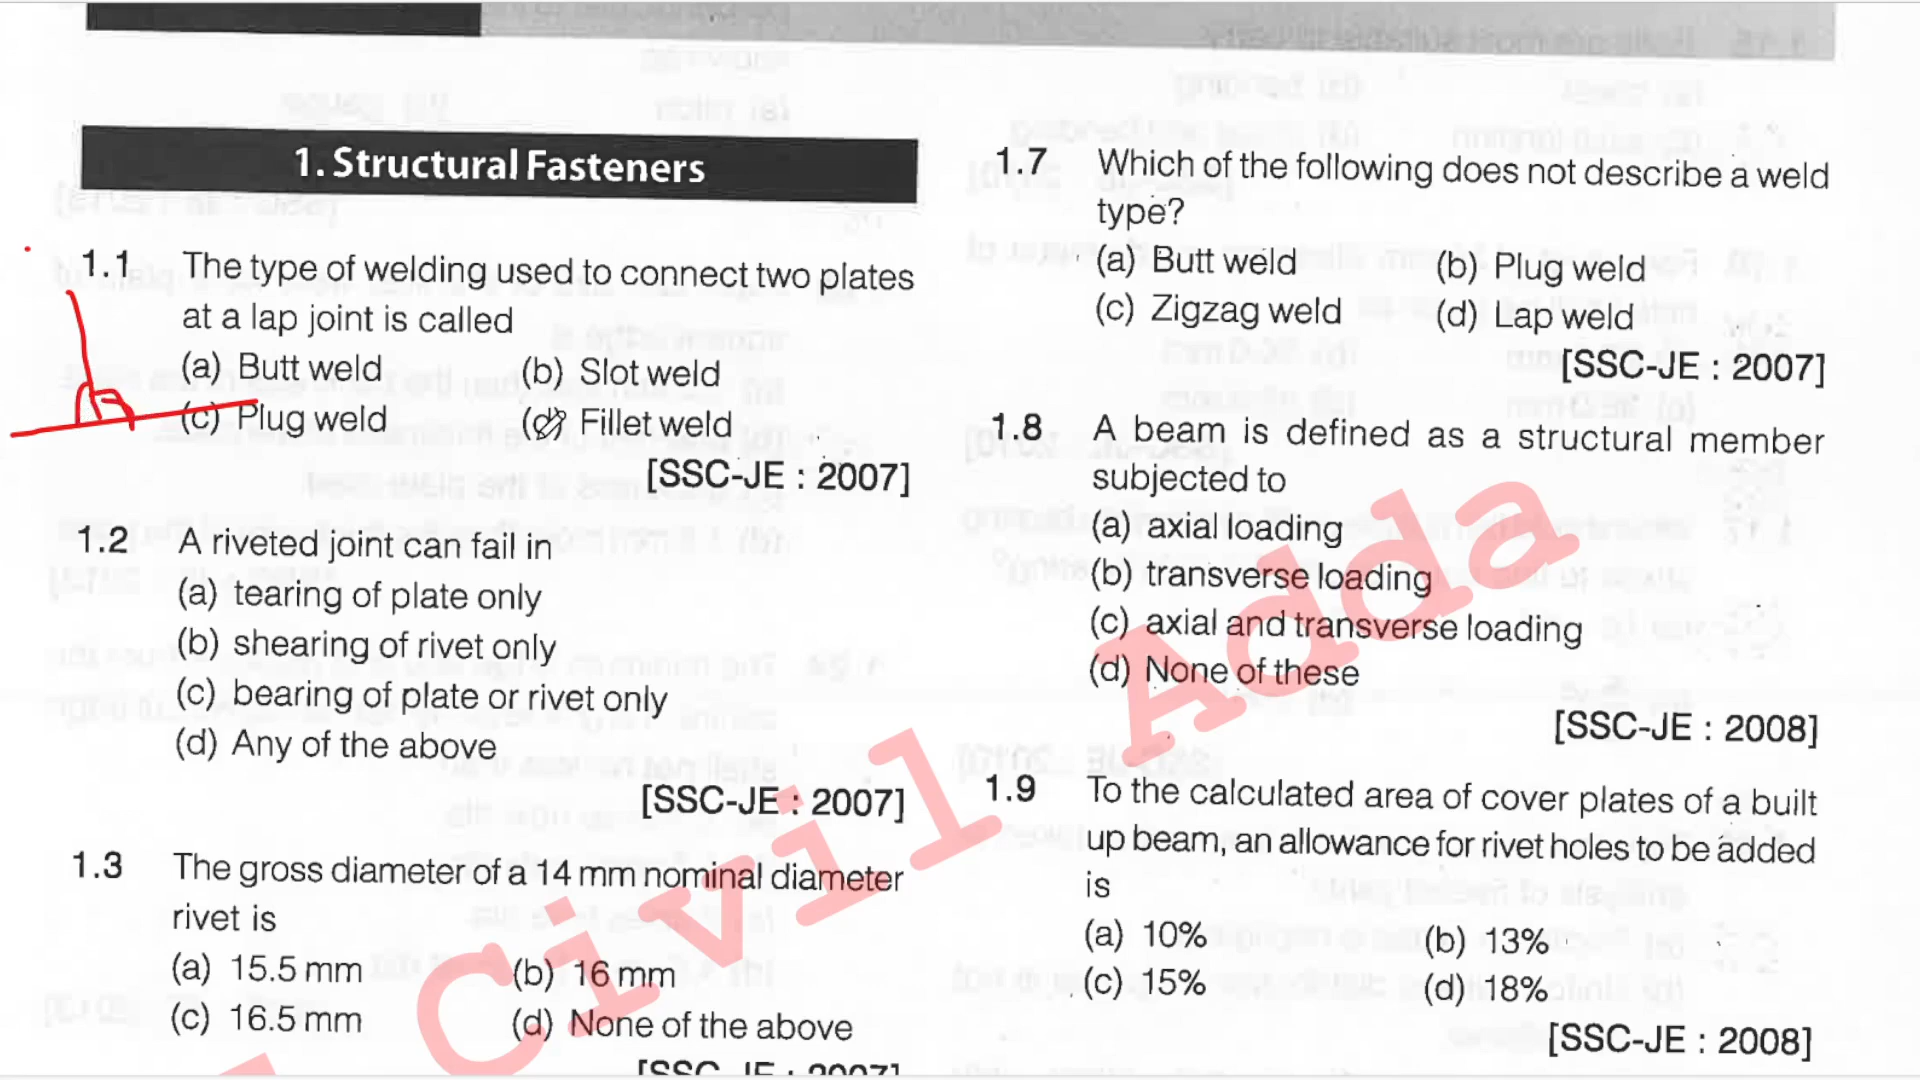 1. Structural Fasteners
1.1 The type of welding used to connect two plates
at a lap joint is called
(a) Butt weld (b) Slot weld
(c) Plug weld (d) Fillet weld
[SSC-JE : 2007]
1.2 A riveted joint can fail in
(a) tearing of plate only
(b) shearing of rivet only
(c) bearing of plate or rivet only
(d) Any of the above
[SSC-JE : 2007]
1.3 The gross diameter of a 14 mm nominal diameter
rivet is
(a) 15.5 mm (b) 16 mm
(c) 16.5 mm (d) None of the above
[SSC-JE : 2007]
1.7 Which of the following does not describe a weld
type?
(a) Butt weld (b) Plug weld
(c) Zigzag weld (d) Lap weld
[SSC-JE : 2007]
1.8 A beam is defined as a structural member
subjected to
(a) axial loading
(b) transverse loading
(c) axial and transverse loading
(d) None of these
[SSC-JE : 2008]
1.9 To the calculated area of cover plates of a built
up beam, an allowance for rivet holes to be added
is
(a) 10% (b) 13%
(c) 15% (d) 18%
[SSC-JE : 2008]
Civil Adda